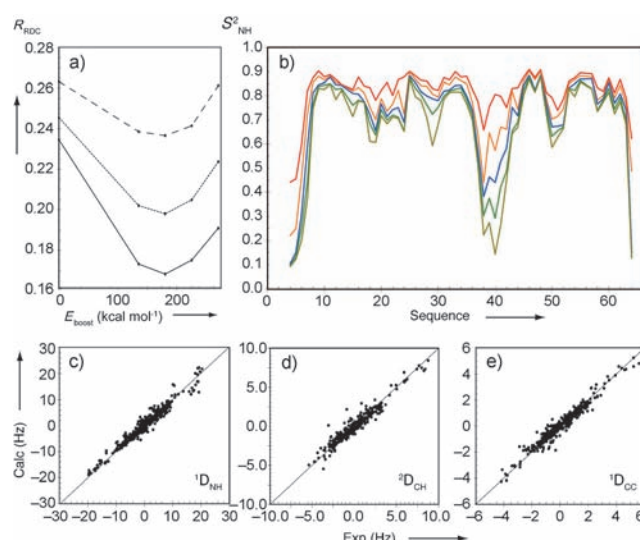 R_RDC
0.28
0.26
0.24
0.22
0.20
0.18
0.16
a)
0 100 200
E_boost (kcal mol⁻¹)
S²_NH
1.0
0.9
0.8
0.7
0.6
0.5
0.4
0.3
0.2
0.1
0.0
b)
0 10 20 30 40 50 60
Sequence
c)
30
20
10
0
−10
−20
−30
−30 −20 −10 0 10 20 30
¹D_NH
Calc (Hz)
d)
10.0
5.0
0.0
−5.0
−10.0
−10.0 −5.0 0.0 5.0 10.0
²D_CH
Exp (Hz)
e)
6
4
2
0
−2
−4
−6
−6 −4 −2 0 2 4 6
¹D_CC